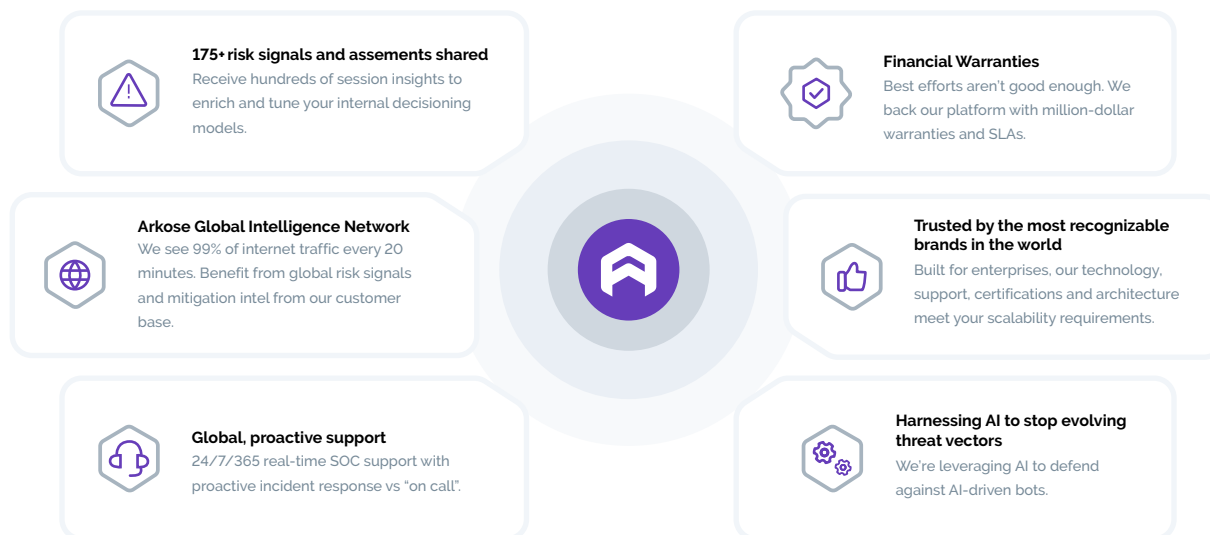 175+ risk signals and assements shared
Receive hundreds of session insights to
enrich and tune your internal decisioning
models.
Financial Warranties
Best efforts aren't good enough. We
back our platform with million-dollar
warranties and SLAs.
Arkose Global Intelligence Network
We see 99% of internet traffic every 20
minutes. Benefit from global risk signals
and mitigation intel from our customer
base.
Trusted by the most recognizable
brands in the world
Built for enterprises, our technology,
support, certifications and architecture
meet your scalability requirements.
Global, proactive support
24/7/365 real-time SOC support with
proactive incident response vs “on call”.
Harnessing AI to stop evolving
threat vectors
We're leveraging AI to defend
against AI-driven bots.